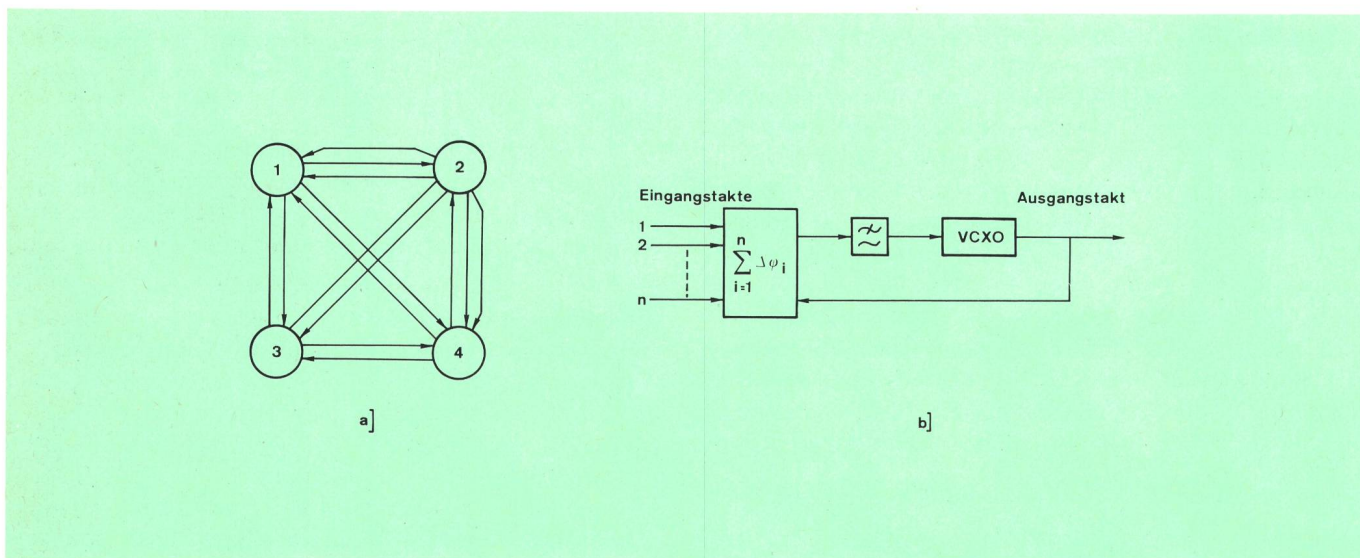 1
2
3
4
a]
Eingangstakte
1
2
n
n
∑ Δφi
i=1
VCXO
Ausgangstakt
b]